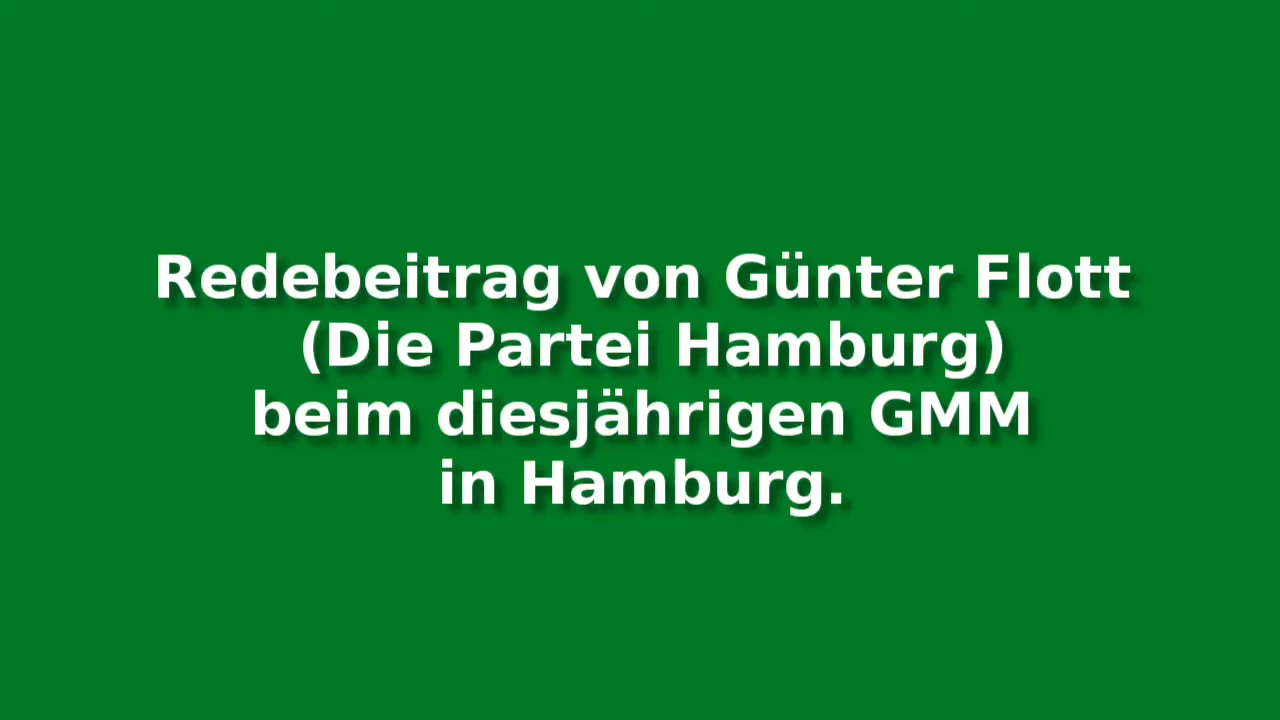 Redebeitrag von Günter Flott
(Die Partei Hamburg)
beim diesjährigen GMM
in Hamburg.